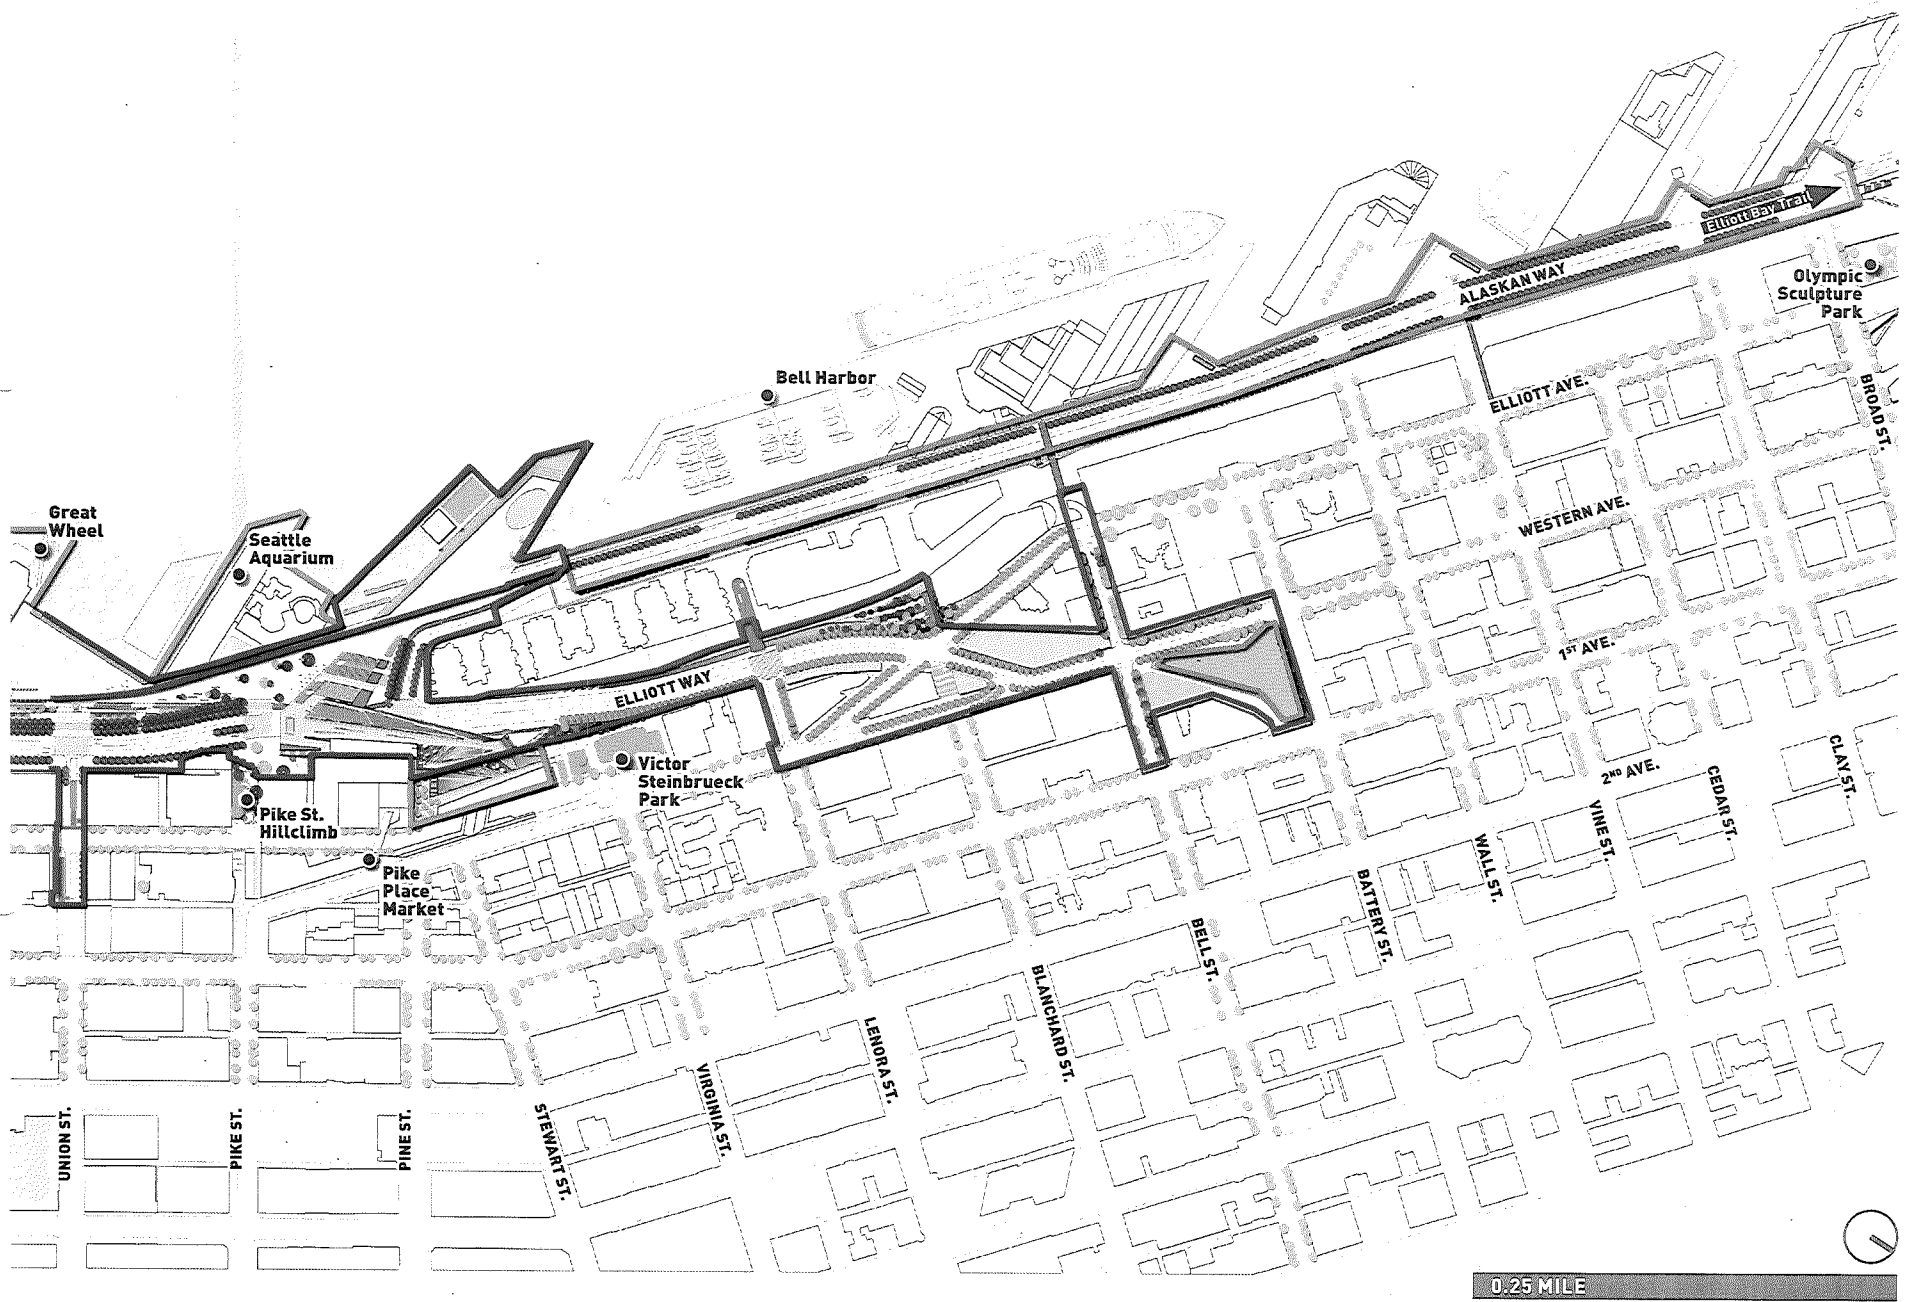 Elliott Bay Trail
Olympic
Sculpture
Park
ALASKAN WAY
Bell Harbor
ELLIOTT AVE.
BROAD ST.
Great
Wheel
Seattle
Aquarium
WESTERN AVE.
1ST AVE.
ELLIOTT WAY
Victor
Steinbrueck
Park
2ND AVE.
CLAY ST.
CEDAR ST.
VINE ST.
WALL ST.
Pike St.
Hillclimb
Pike
Place
Market
BATTERY ST.
BELL ST.
BLANCHARD ST.
LENORA ST.
VIRGINIA ST.
STEWART ST.
UNION ST.
PIKE ST.
PINE ST.
0.25 MILE